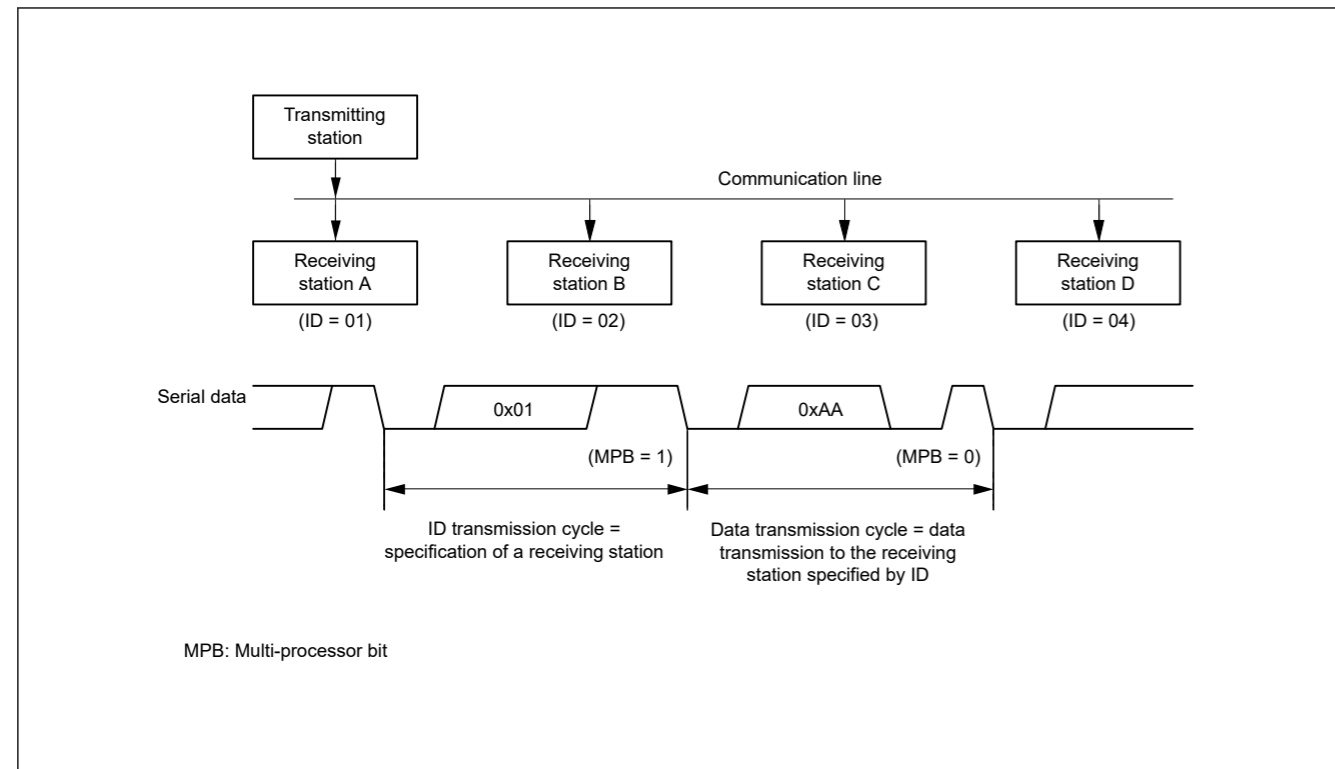 Transmitting
station
Communication line
Receiving
station A
Receiving
station B
Receiving
station C
Receiving
station D
(ID = 01)
(ID = 02)
(ID = 03)
(ID = 04)
Serial data
0x01
0xAA
(MPB = 1)
(MPB = 0)
ID transmission cycle =
specification of a receiving station
Data transmission cycle = data
transmission to the receiving
station specified by ID
MPB: Multi-processor bit